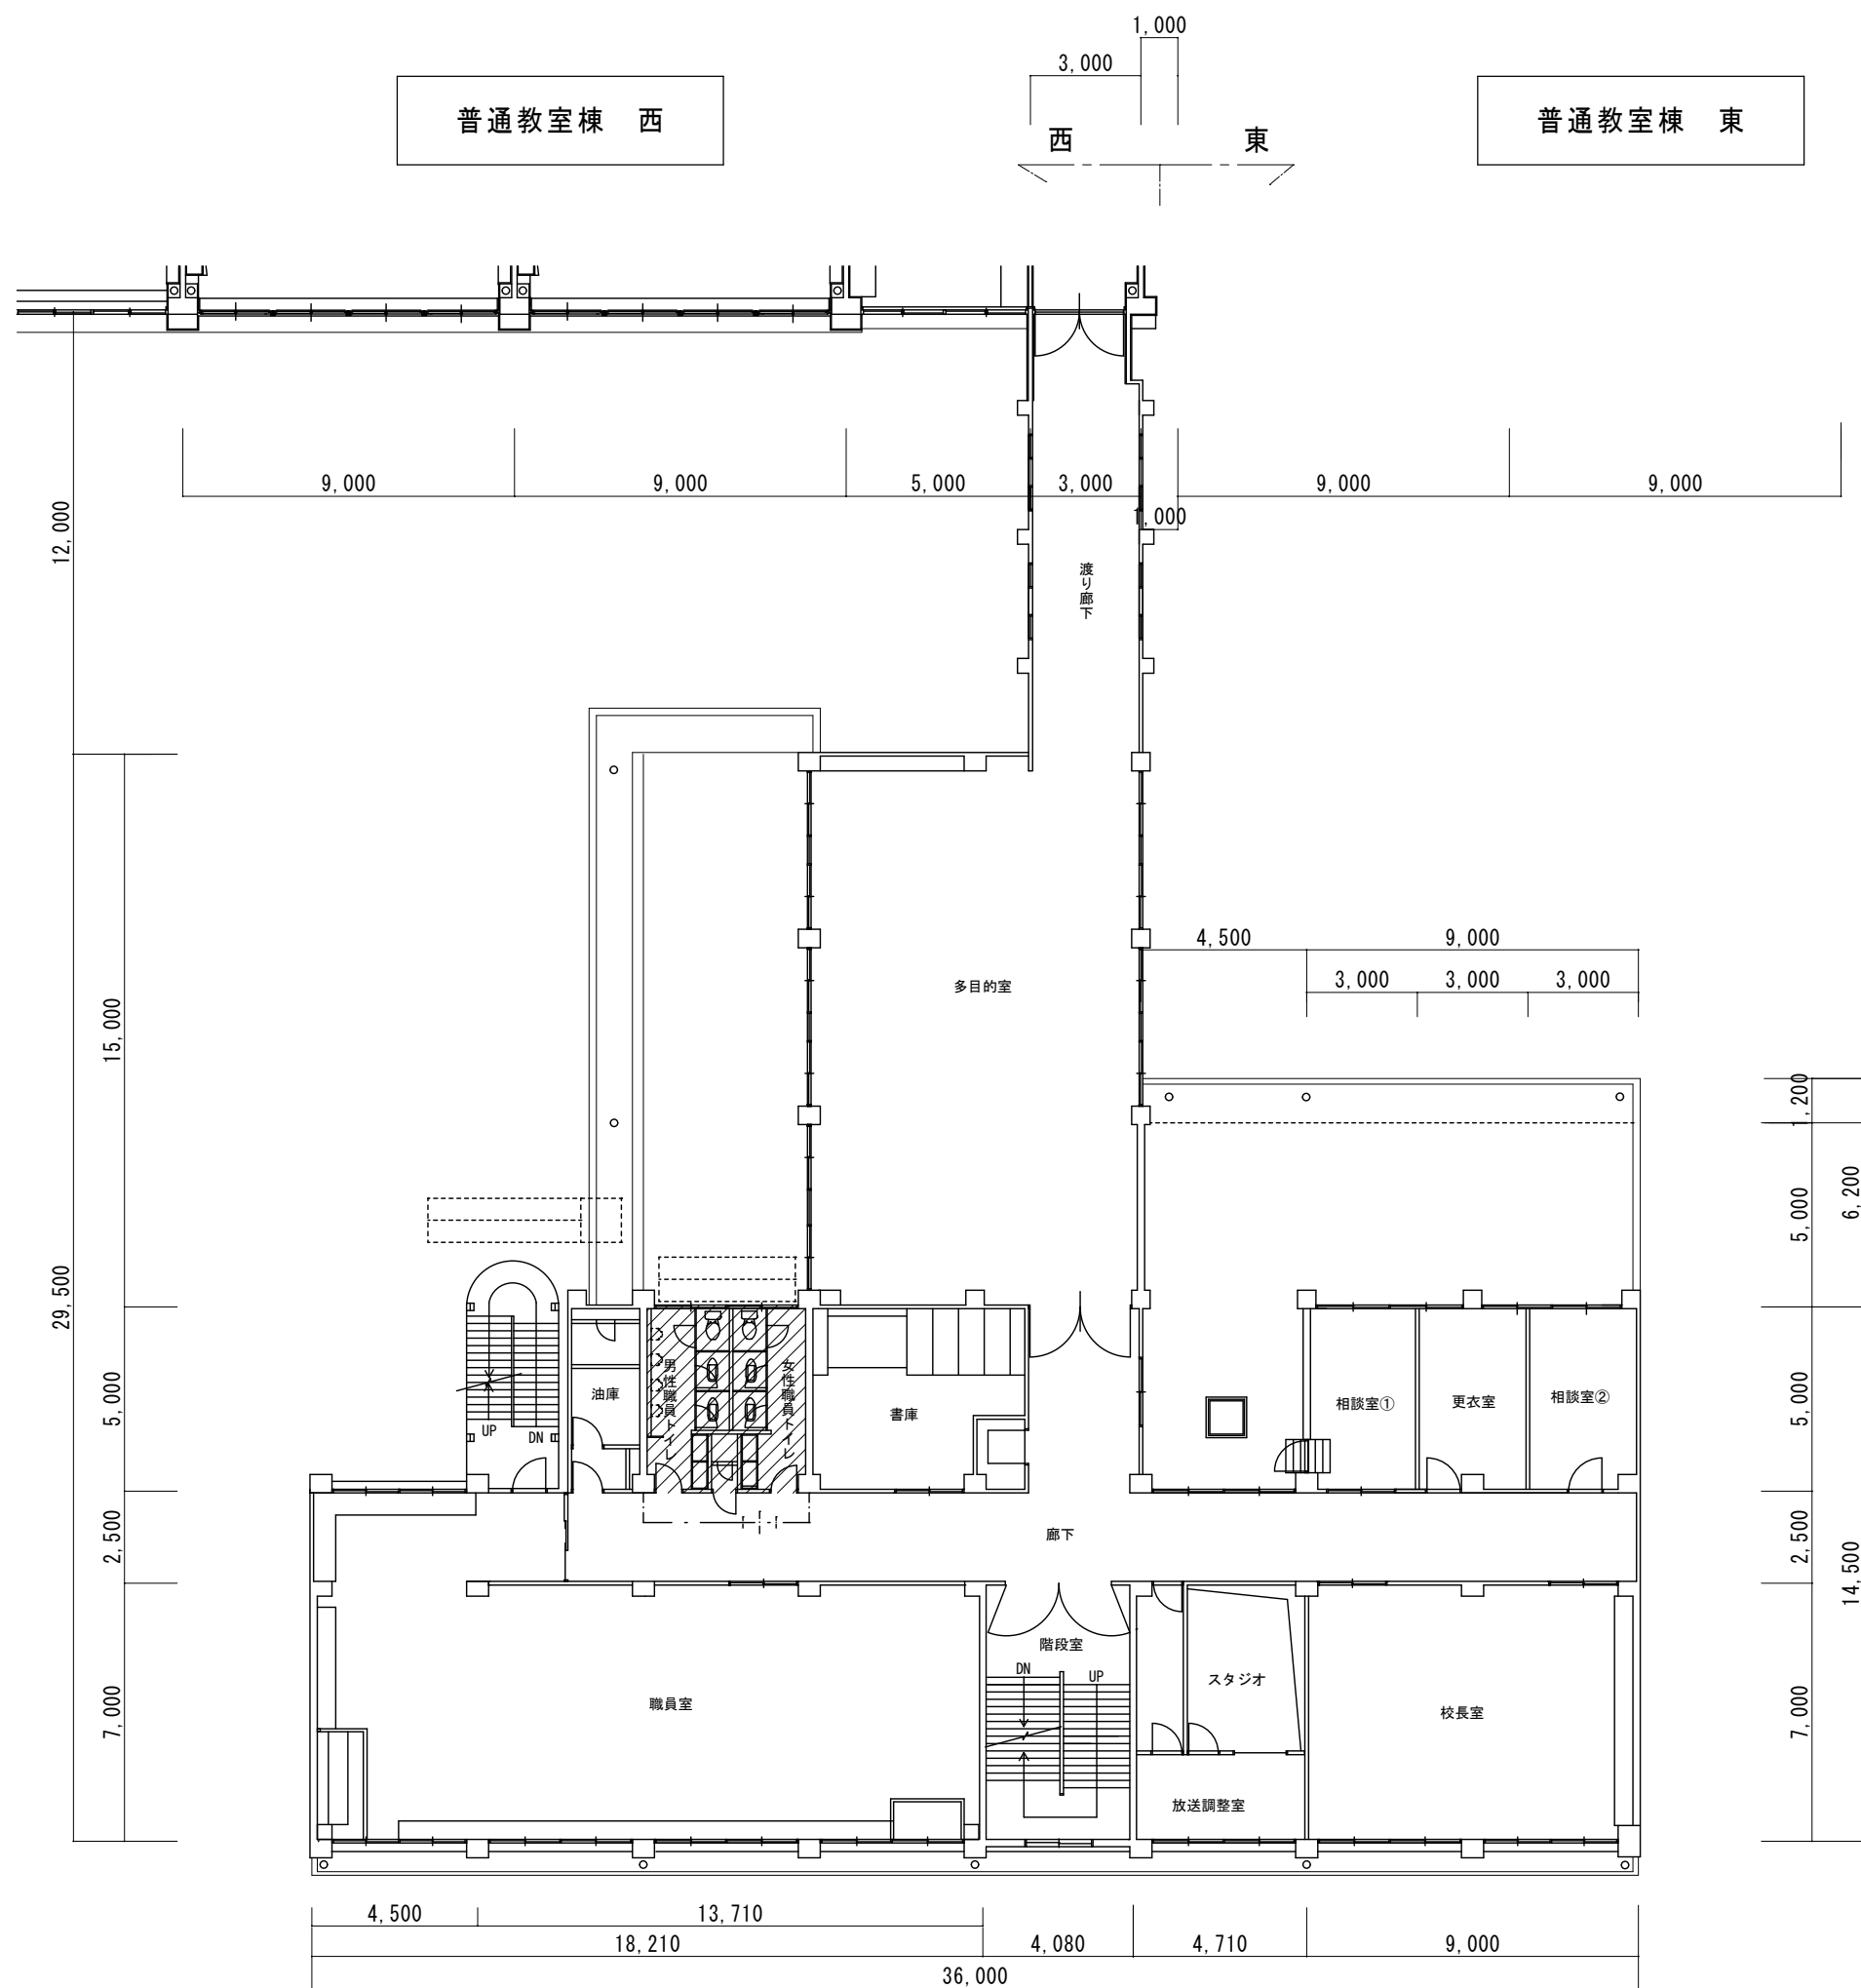 1,000
3,000
普通教室棟　西
西　東
普通教室棟　東
9,000
9,000
5,000
3,000
9,000
9,000
1,000
12,000
渡り廊下
4,500
9,000
多目的室
3,000
3,000
3,000
15,000
1,200
5,000
6,200
29,500
油庫
男性職員トイレ
女性職員トイレ
書庫
相談室①
更衣室
相談室②
5,000
5,000
UP
DN
2,500
廊下
2,500
14,500
階段室
DN
UP
スタジオ
職員室
校長室
7,000
7,000
放送調整室
4,500
13,710
18,210
4,080
4,710
9,000
36,000